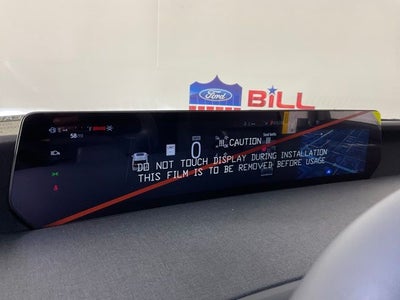 Ford
BILL
58
0
!!! CAUTION !!!
DO NOT TOUCH DISPLAY DURING INSTALLATION
THIS FILM IS TO BE REMOVED BEFORE USAGE